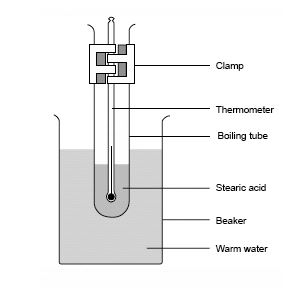 Clamp
Thermometer
Boiling tube
Stearic acid
Beaker
Warm water